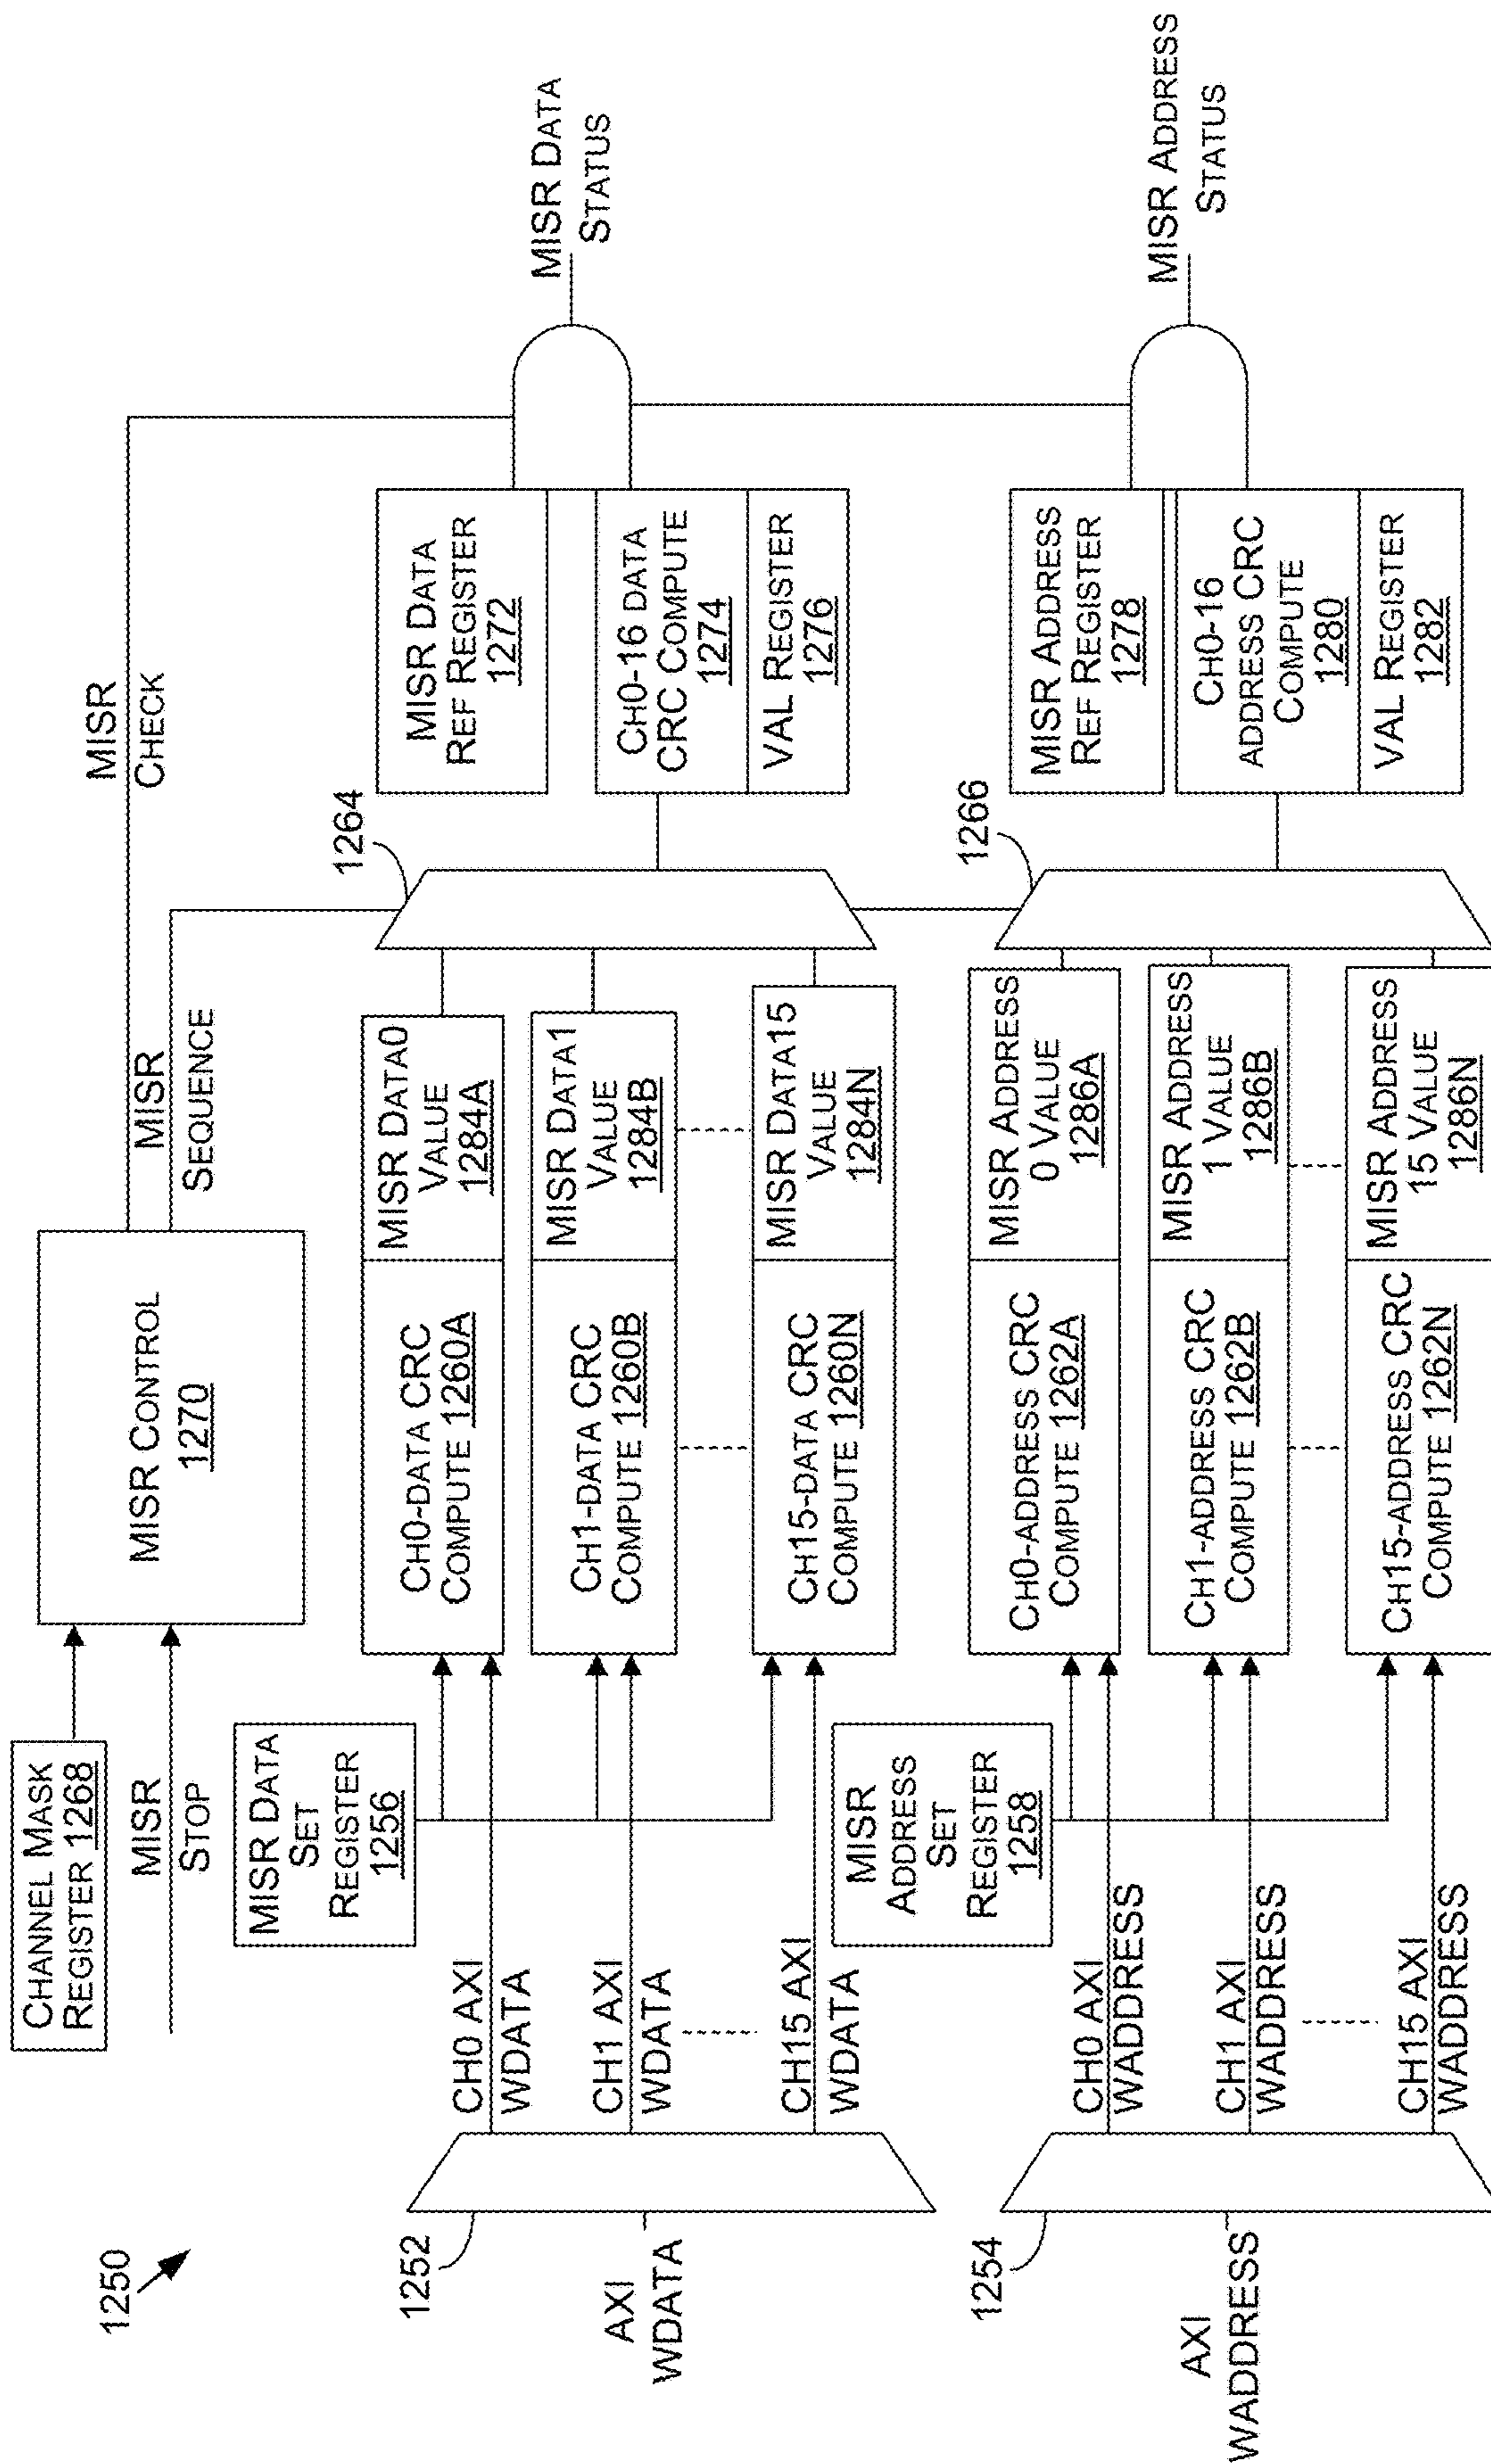 1250
CHANNEL MASK
REGISTER 1268
MISR
STOP
MISR CONTROL
1270
MISR
SEQUENCE
MISR
CHECK
AXI
WDATA
1252
CH0 AXI
WDATA
CH1 AXI
WDATA
CH15 AXI
WDATA
MISR DATA
SET
REGISTER
1256
CH0-DATA CRC
COMPUTE 1260A
MISR DATA0
VALUE
1284A
CH1-DATA CRC
COMPUTE 1260B
MISR DATA1
VALUE
1284B
CH15-DATA CRC
COMPUTE 1260N
MISR DATA15
VALUE
1284N
1264
MISR DATA
REF REGISTER
1272
CH0-16 DATA
CRC COMPUTE
1274
VAL REGISTER
1276
MISR DATA
STATUS
AXI
WADDRESS
1254
CH0 AXI
WADDRESS
CH1 AXI
WADDRESS
CH15 AXI
WADDRESS
MISR
ADDRESS
SET
REGISTER
1258
CH0-ADDRESS CRC
COMPUTE 1262A
MISR ADDRESS
0 VALUE
1286A
CH1-ADDRESS CRC
COMPUTE 1262B
MISR ADDRESS
1 VALUE
1286B
CH15-ADDRESS CRC
COMPUTE 1262N
MISR ADDRESS
15 VALUE
1286N
1266
MISR ADDRESS
REF REGISTER
1278
CH0-16
ADDRESS CRC
COMPUTE
1280
VAL REGISTER
1282
MISR ADDRESS
STATUS